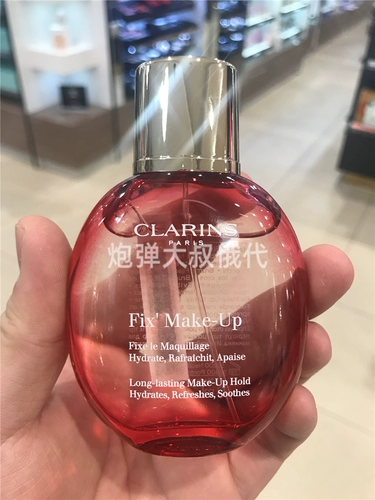 CLARINS
PARIS
炮弹大叔俄代
Fix' Make-Up
Fixe le Maquillage
Hydrate, Rafraîchit, Apaise
Long-lasting Make-Up Hold
Hydrates, Refreshes, Soothes